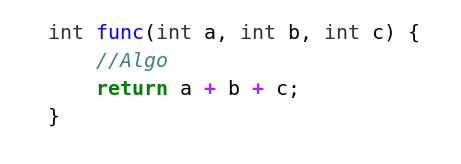 int func(int a, int b, int c) {
    //Algo
    return a + b + c;
}